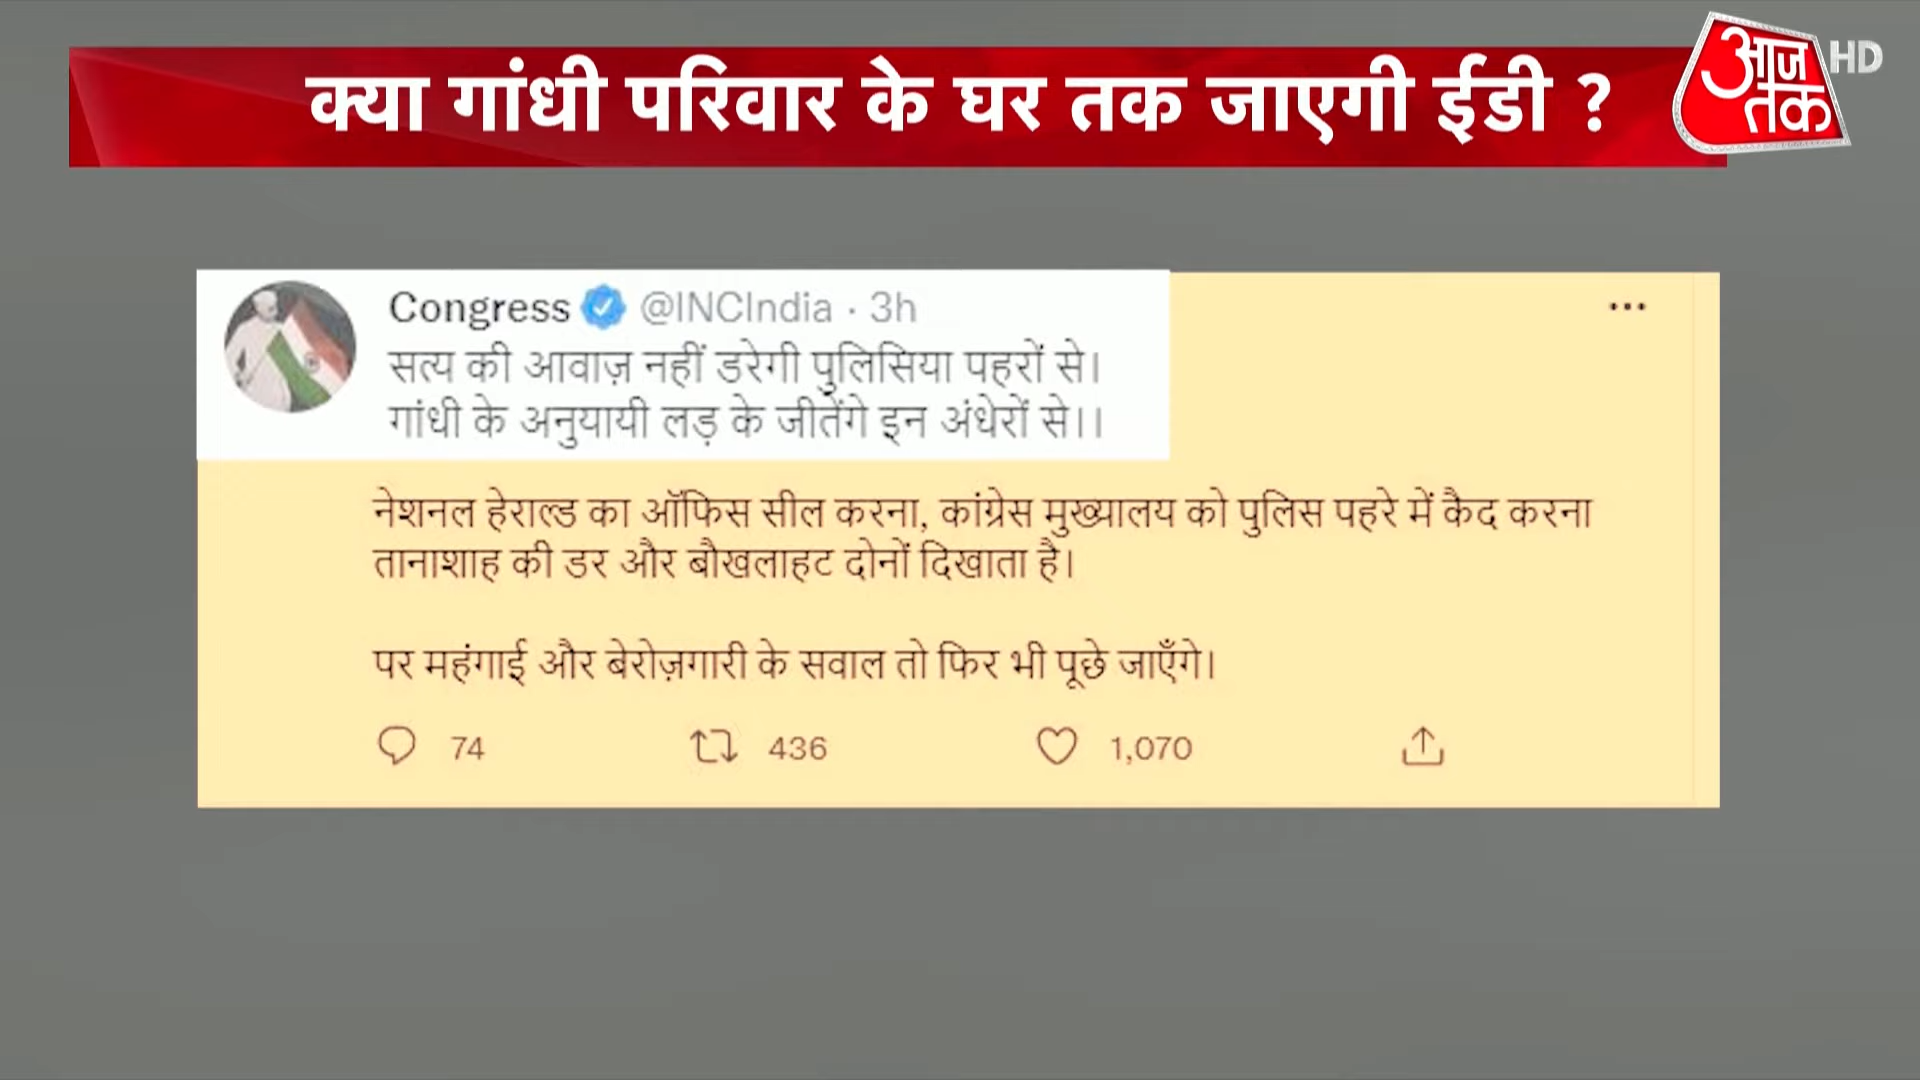 क्या गांधी परिवार के घर तक जाएगी ईडी ?
आज
तक
HD
Congress @INCIndia · 3h
सत्य की आवाज़ नहीं डरेगी पुलिसिया पहरों से।
गांधी के अनुयायी लड़ के जीतेंगे इन अंधेरों से।।
नेशनल हेराल्ड का ऑफिस सील करना, कांग्रेस मुख्यालय को पुलिस पहरे में कैद करना
तानाशाह की डर और बौखलाहट दोनों दिखाता है।
पर महंगाई और बेरोज़गारी के सवाल तो फिर भी पूछे जाएँगे।
74 436 1,070